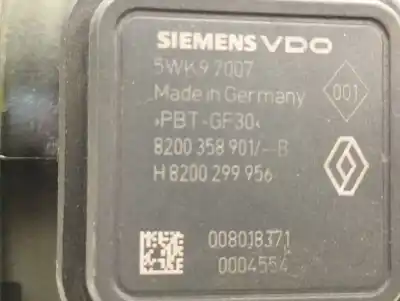 SIEMENS VDO
5WK9 7007
Made in Germany
001
›PBT-GF30‹
8200 358 901/--B
H 8200 299 956
008018371
0004554